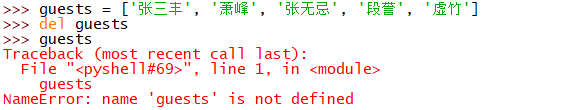 >>> guests = ['张三丰', '萧峰', '张无忌', '段誉', '虚竹']
>>> del guests
>>> guests
Traceback (most recent call last):
  File "<pyshell#69>", line 1, in <module>
    guests
NameError: name 'guests' is not defined